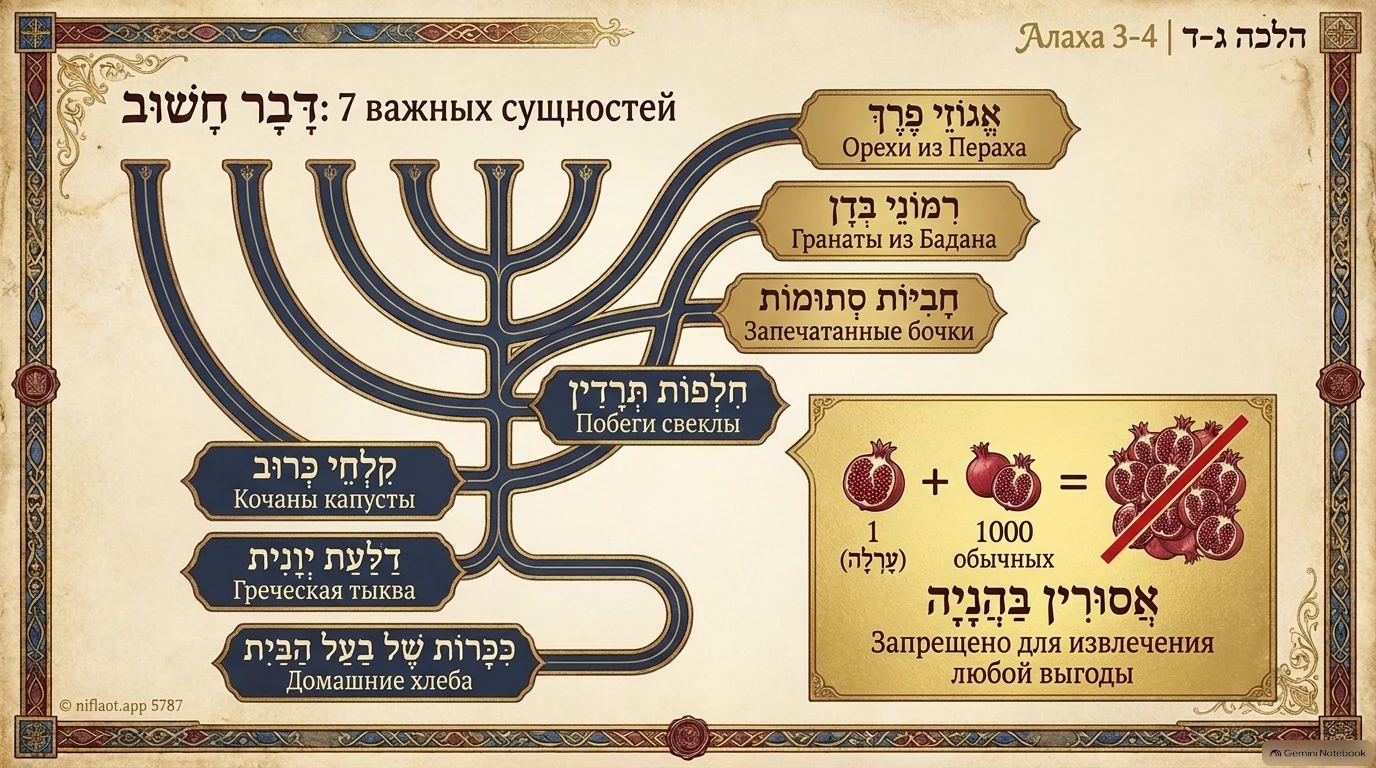 Алаха 3-4 | הלכה ג-ד
דָּבָר חָשׁוּב: 7 важных сущностей
אֱגוֹזֵי פֶּרֶךְ
Орехи из Пераха
רִמּוֹנֵי בְּדָן
Гранаты из Бадана
חָבִיּוֹת סְתוּמוֹת
Запечатанные бочки
חִלְפוֹת תְּרָדִין
Побеги свеклы
קִלְחֵי כְּרוּב
Кочаны капусты
דַּלַּעַת יְוָנִית
Греческая тыква
כִּכָּרוֹת שֶׁל בַּעַל הַבַּיִת
Домашние хлеба
1 + 1000 =
(עָרְלָה) обычных
אֲסוּרִין בַּהֲנָיָה
Запрещено для извлечения
любой выгоды
© niflaot.app 5787
Gemini Notebook